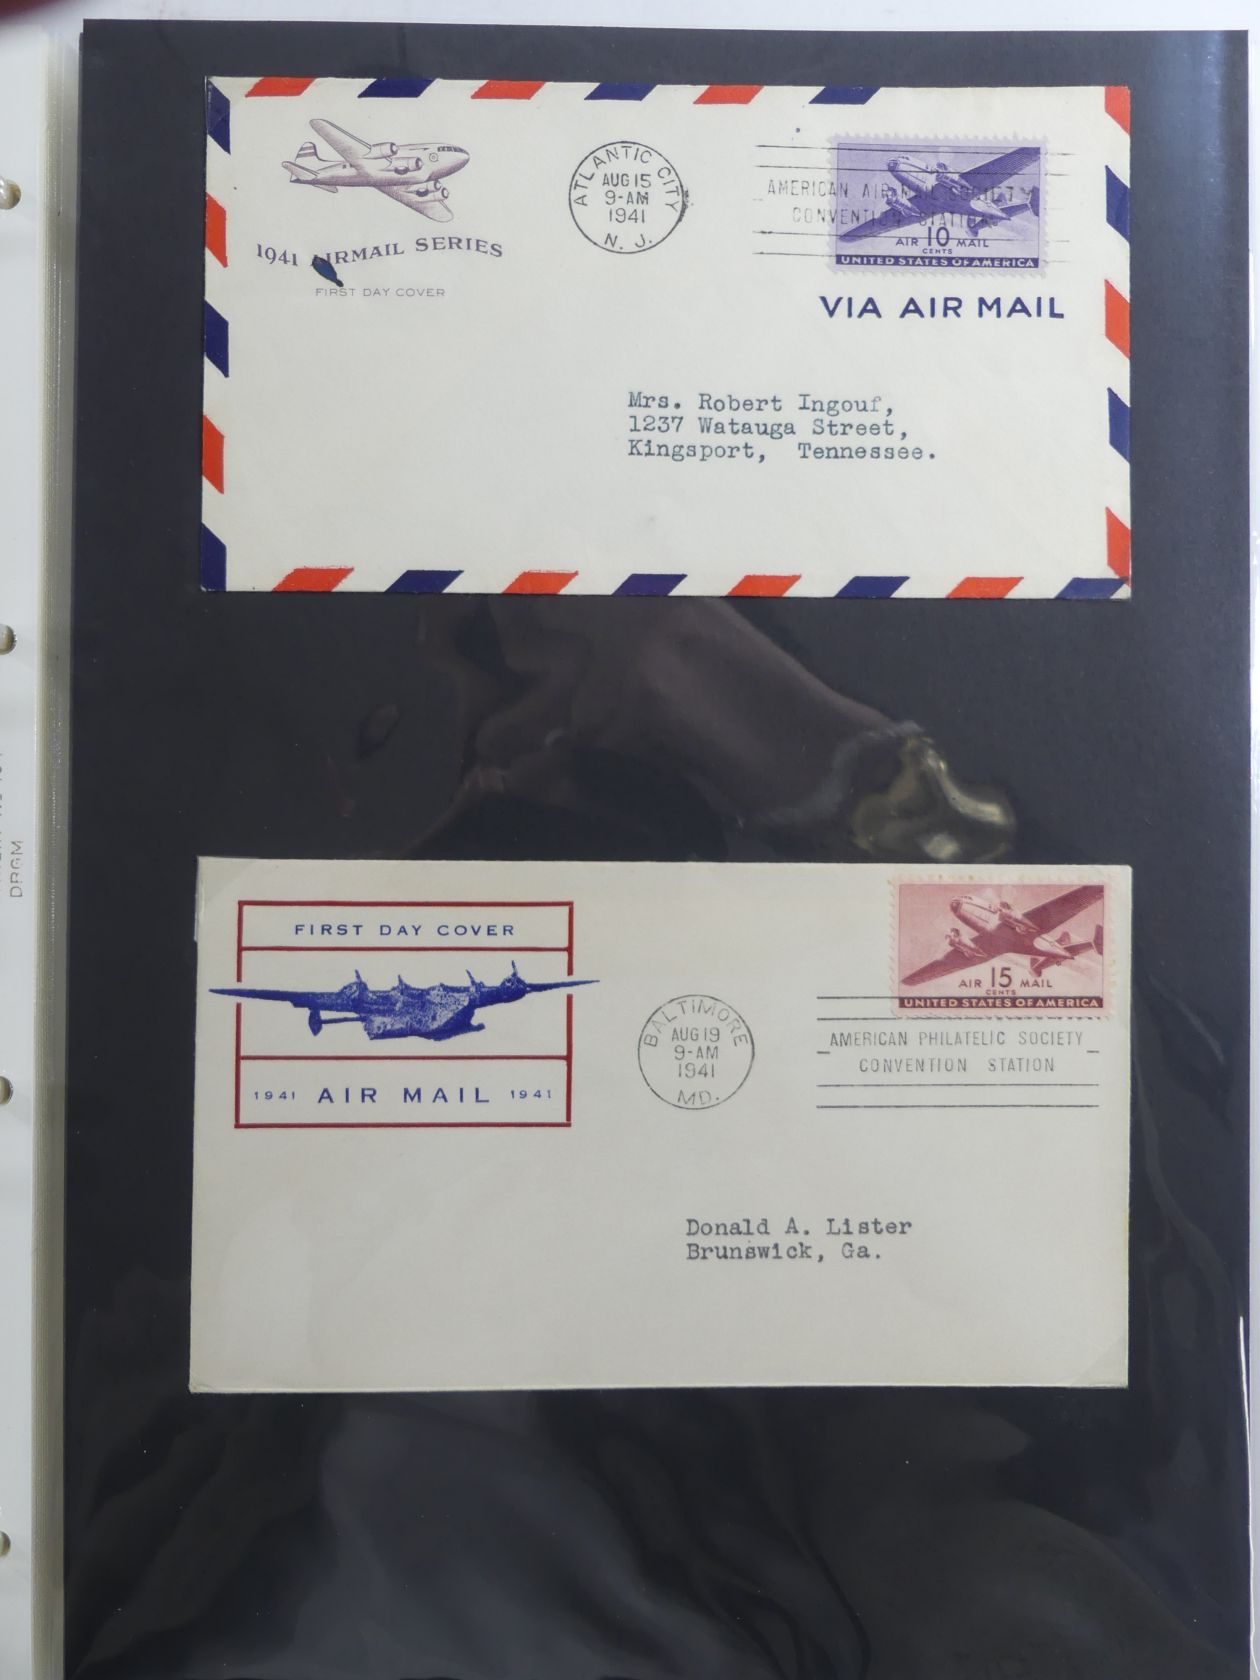 1941 AIRMAIL SERIES
FIRST DAY COVER
ATLANTIC CITY
AUG 15
9-AM
1941
N. J.
AMERICAN AIR MAIL SOCIETY
CONVENTION STATION
AIR 10 MAIL
CENTS
UNITED STATES OF AMERICA
VIA AIR MAIL
Mrs. Robert Ingouf,
1237 Watauga Street,
Kingsport, Tennessee.
FIRST DAY COVER
1941 AIR MAIL 1941
BALTIMORE
AUG 19
9-AM
1941
MD.
AIR 15 MAIL
CENTS
UNITED STATES OF AMERICA
AMERICAN PHILATELIC SOCIETY
CONVENTION STATION
Donald A. Lister
Brunswick, Ga.
DRGM